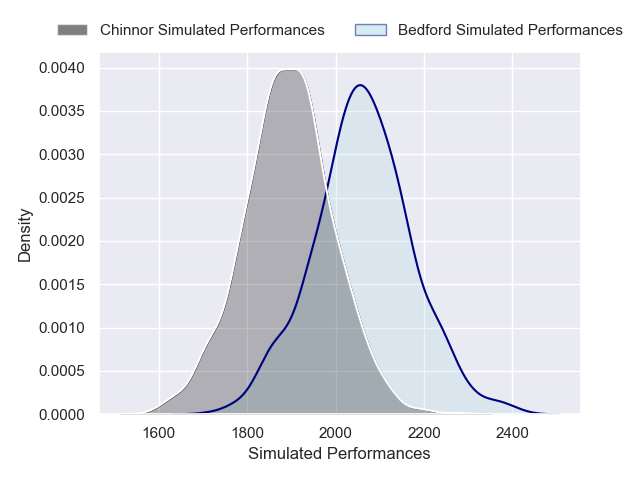 Chinnor Simulated Performances Bedford Simulated Performances
0.0040
0.0035
0.0030
0.0025
0.0020
0.0015
0.0010
0.0005
0.0000
Density
1600 1800 2000 2200 2400
Simulated Performances